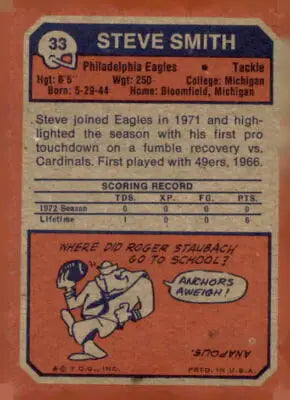 33
STEVE SMITH
Philadelphia Eagles • Tackle
Hgt: 6'5" Wgt: 250 College: Michigan
Born: 5-29-44 Home: Bloomfield, Michigan
Steve joined Eagles in 1971 and high-
lighted the season with his first pro
touchdown on a fumble recovery vs.
Cardinals. First played with 49ers, 1966.
SCORING RECORD
TDS. XP. FG. PTS.
1972 Season 0 0 0 0
Lifetime 1 0 0 6
WHERE DID ROGER STAUBACH
GO TO SCHOOL?
ANCHORS
AWEIGH!
ANAPOLIS.
© T.C.G., INC.
PRTD. IN U.S.A.